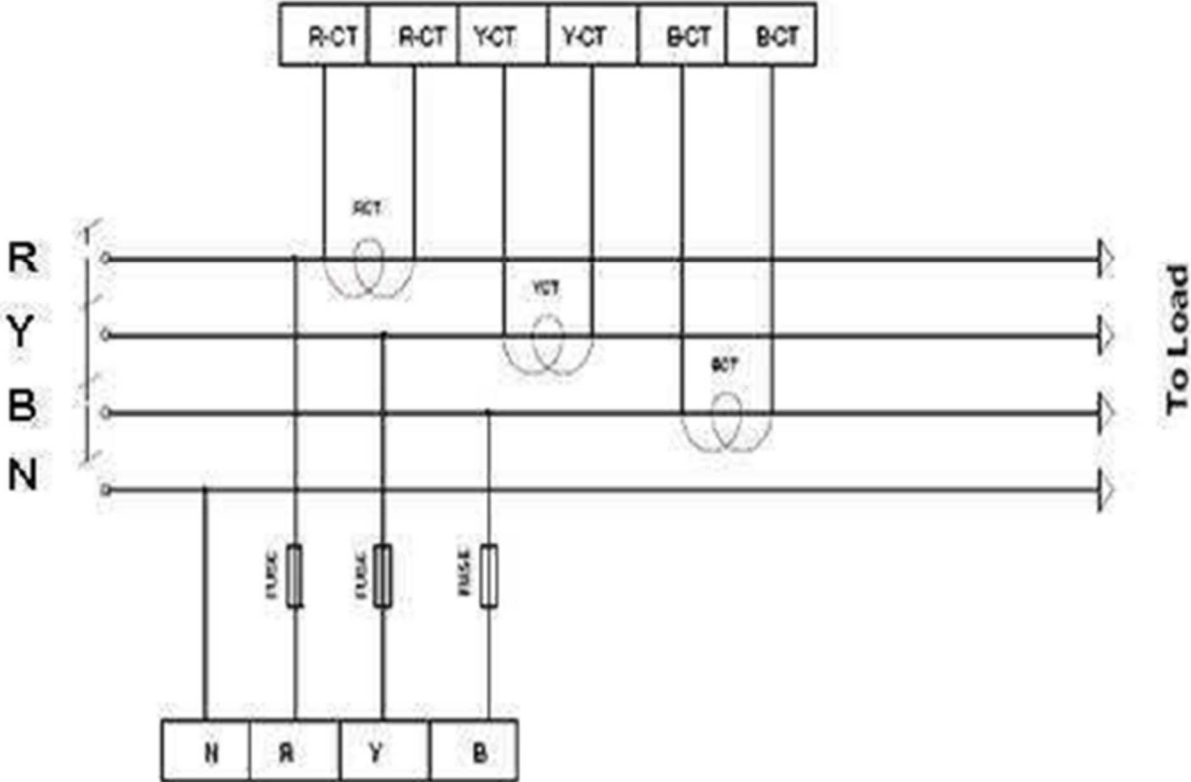 R-CT R-CT Y-CT Y-CT B-CT B-CT
RCT
R
YCT
Y
BCT
B
N
To Load
FUSE FUSE FUSE
N R Y B